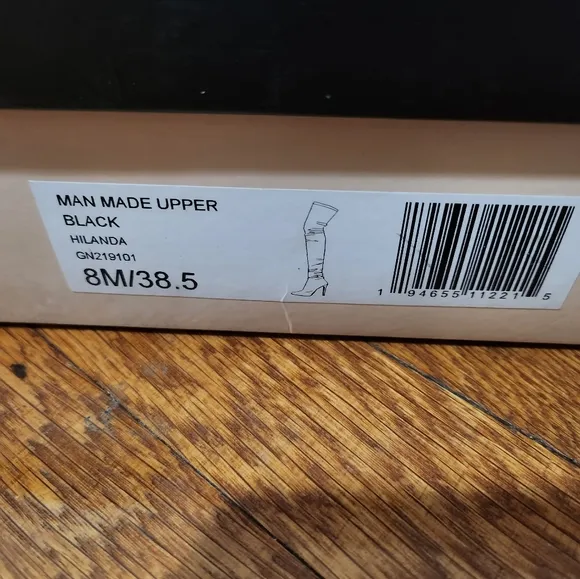 MAN MADE UPPER
BLACK
HILANDA
GN219101
8M/38.5
1 94655 11221 5